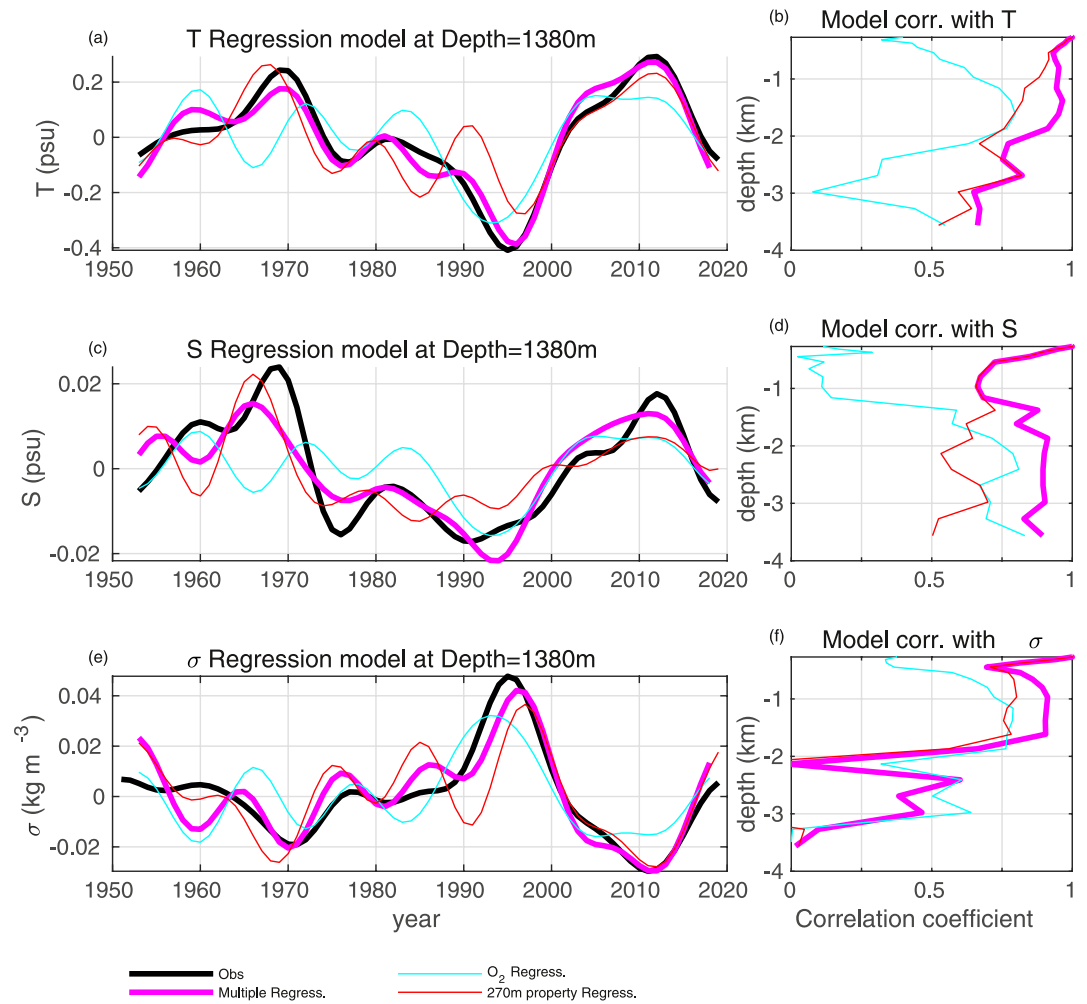 (a) T Regression model at Depth=1380m
T (psu)
0.2
0
-0.2
-0.4
1950 1960 1970 1980 1990 2000 2010 2020
(b) Model corr. with T
depth (km)
-1
-2
-3
-4
0 0.5 1
(c) S Regression model at Depth=1380m
S (psu)
0.02
0
-0.02
1950 1960 1970 1980 1990 2000 2010 2020
(d) Model corr. with S
depth (km)
-1
-2
-3
-4
0 0.5 1
(e) σ Regression model at Depth=1380m
σ (kg m -3)
0.04
0.02
0
-0.02
1950 1960 1970 1980 1990 2000 2010 2020
year
(f) Model corr. with σ
depth (km)
-1
-2
-3
-4
0 0.5 1
Correlation coefficient
Obs
Multiple Regress.
O2 Regress.
270m property Regress.